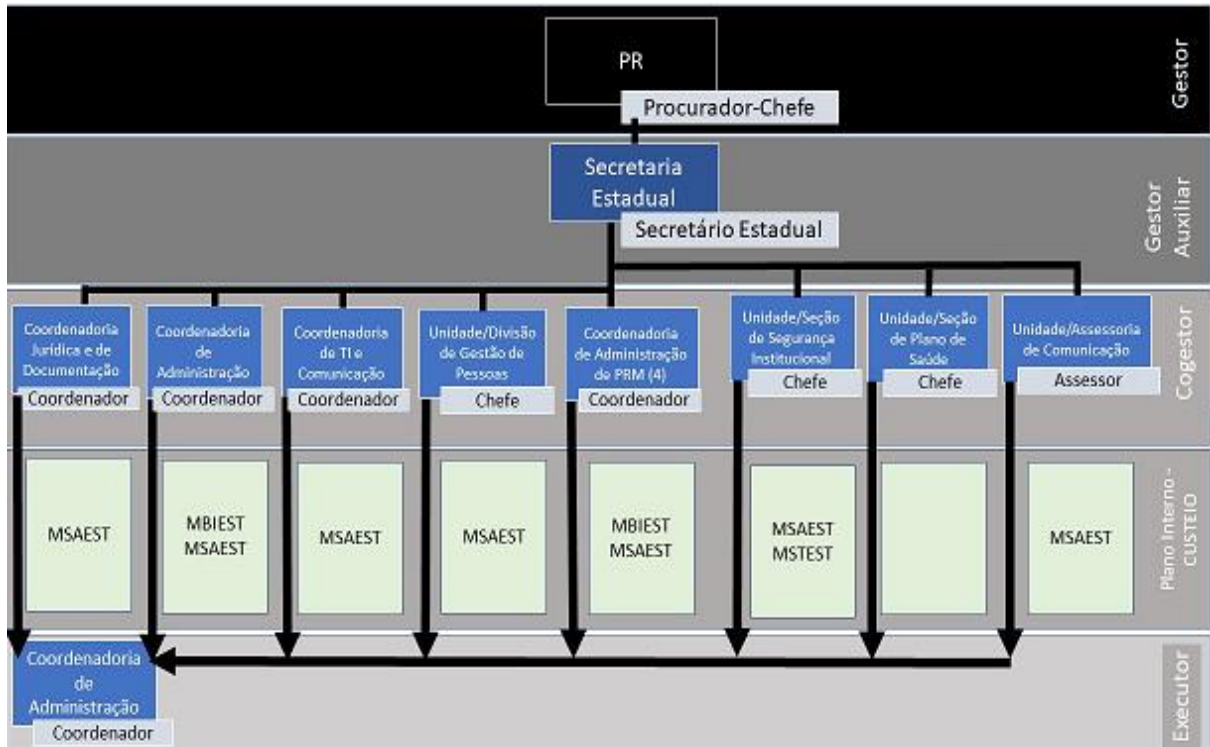 PR
Procurador-Chefe
Gestor
Secretaria
Estadual
Secretário Estadual
Gestor
Auxiliar
Coordenadoria
Jurídica e de
Documentação
Coordenador
Coordenadoria
de
Administração
Coordenador
Coordenadoria
de TI e
Comunicação
Coordenador
Unidade/Divisão
de Gestão de
Pessoas
Chefe
Coordenadoria
de Administração
de PRM (4)
Coordenador
Unidade/Seção
de Segurança
Institucional
Chefe
Unidade/Seção
de Plano de
Saúde
Chefe
Unidade/Assessoria
de Comunicação
Assessor
Cogestor
MSAEST
MBIEST
MSAEST
MSAEST
MSAEST
MBIEST
MSAEST
MSAEST
MSTEST
MSAEST
Plano Interno -
CUSTEIO
Coordenadoria
de
Administração
Coordenador
Executor